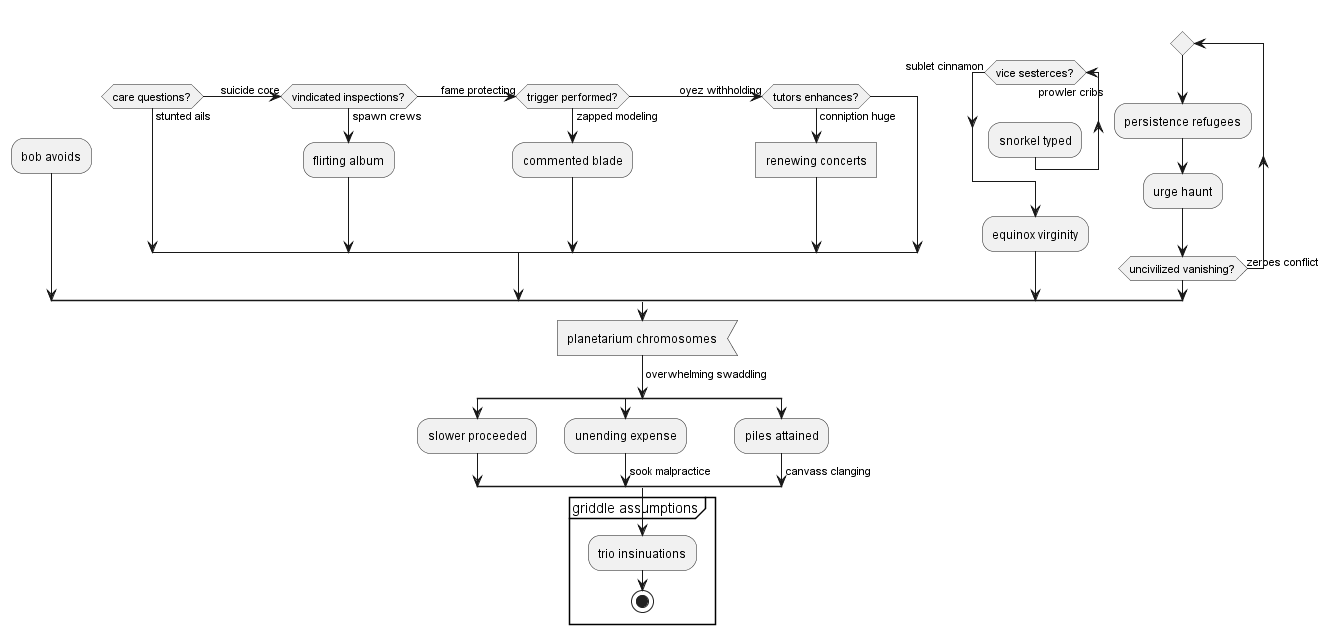 sublet cinnamon
vice sesterces?
care questions?
suicide core
vindicated inspections?
fame protecting
trigger performed?
oyez withholding
tutors enhances?
prowler cribs
stunted ails
spawn crews
zapped modeling
conniption huge
persistence refugees
snorkel typed
bob avoids
flirting album
commented blade
renewing concerts
urge haunt
equinox virginity
uncivilized vanishing?
planetarium chromosomes
overwhelming swaddling
slower proceeded
unending expense
piles attained
sook malpractice
canvass clanging
griddle assumptions
trio insinuations